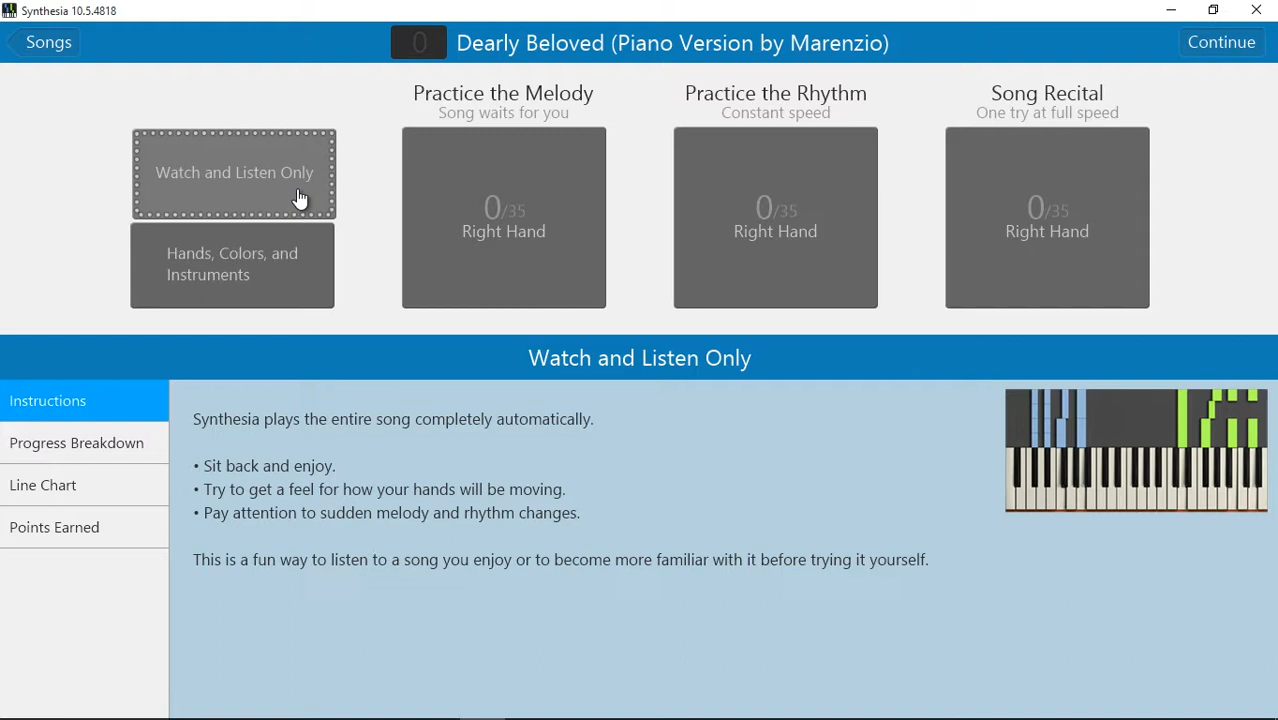 Synthesia 10.5.4818
Songs
0
Dearly Beloved (Piano Version by Marenzio)
Continue
Practice the Melody
Song waits for you
Practice the Rhythm
Constant speed
Song Recital
One try at full speed
Watch and Listen Only
Hands, Colors, and
Instruments
0/35
Right Hand
0/35
Right Hand
0/35
Right Hand
Watch and Listen Only
Instructions
Progress Breakdown
Line Chart
Points Earned
Synthesia plays the entire song completely automatically.
• Sit back and enjoy.
• Try to get a feel for how your hands will be moving.
• Pay attention to sudden melody and rhythm changes.
This is a fun way to listen to a song you enjoy or to become more familiar with it before trying it yourself.